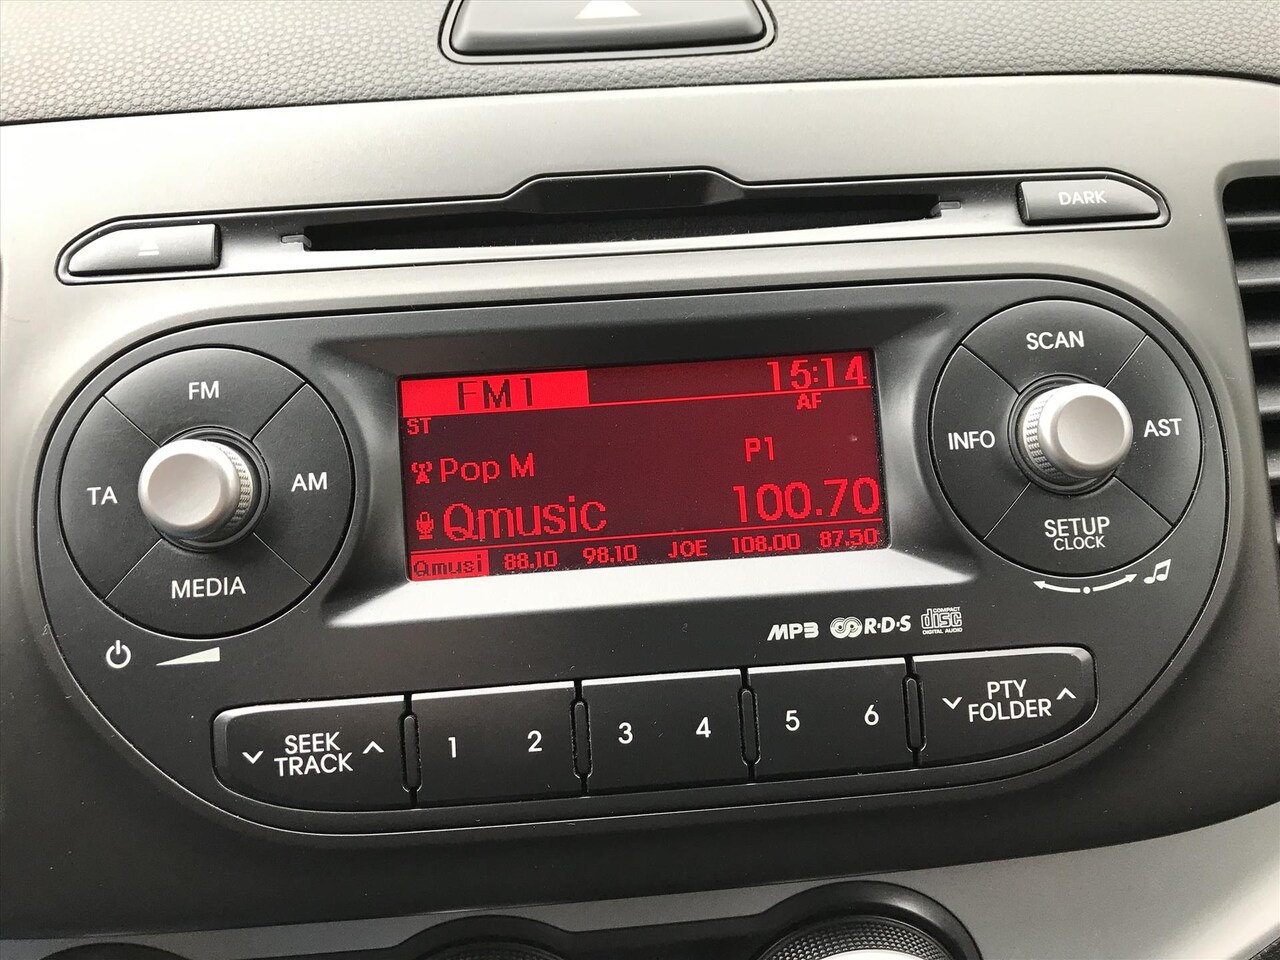 DARK
FM
TA
AM
MEDIA
FM1 15:14
ST AF
Pop M P1
Qmusic 100.70
Qmusi 88.10 98.10 JOE 108.00 87.50
SCAN
INFO
AST
SETUP
CLOCK
MP3 R·D·S COMPACT disc DIGITAL AUDIO
SEEK
TRACK
1 2 3 4 5 6
PTY
FOLDER